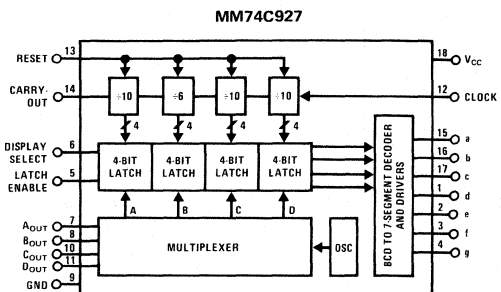 MM74C927
RESET 13
18 VCC
CARRY-OUT 14
÷10 ÷6 ÷10 ÷10
12 CLOCK
4 4 4 4
DISPLAY SELECT 6
LATCH ENABLE 5
4-BIT LATCH 4-BIT LATCH 4-BIT LATCH 4-BIT LATCH
BCD TO 7-SEGMENT DECODER AND DRIVERS
15 a
16 b
17 c
1 d
2 e
3 f
4 g
A B C D
AOUT 7
BOUT 8
COUT 10
DOUT 11
GND 9
MULTIPLEXER
OSC